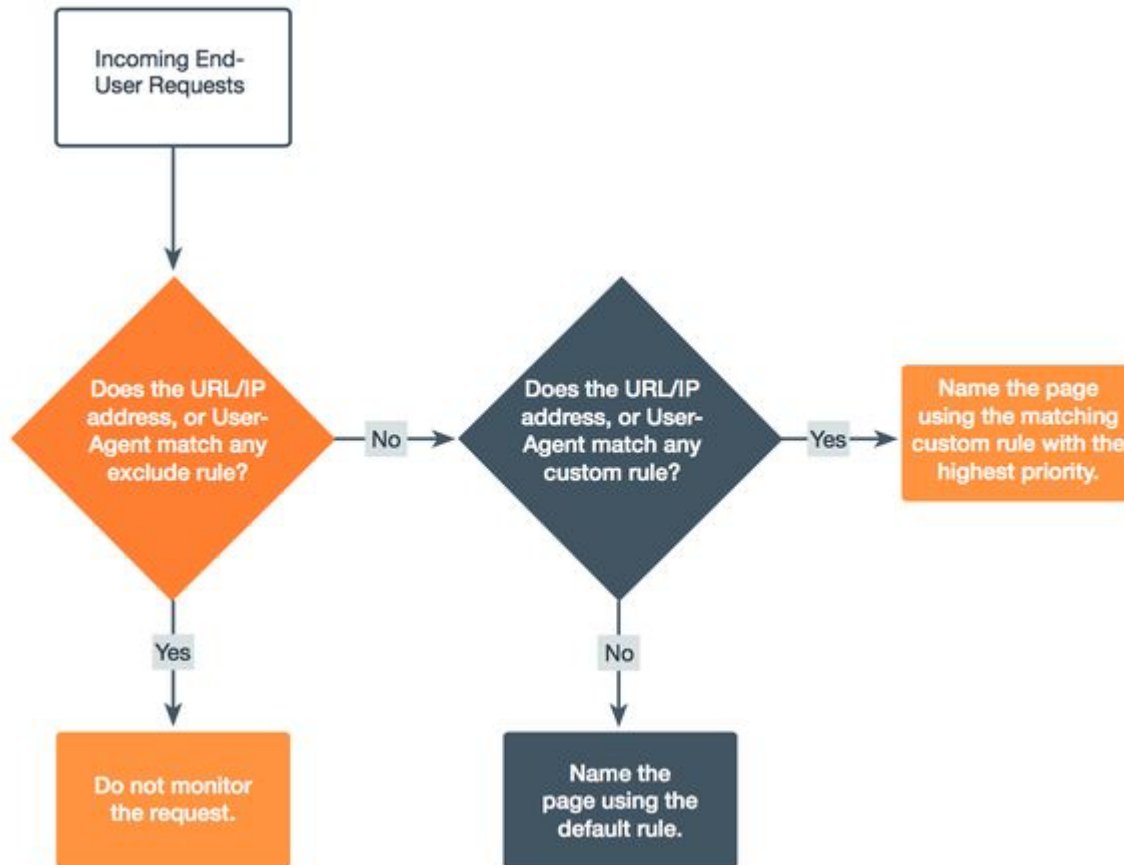 Incoming End-
User Requests
Does the URL/IP
address, or User-
Agent match any
exclude rule?
No
Does the URL/IP
address, or User-
Agent match any
custom rule?
Yes
Name the page
using the matching
custom rule with the
highest priority.
Yes
No
Do not monitor
the request.
Name the
page using the
default rule.